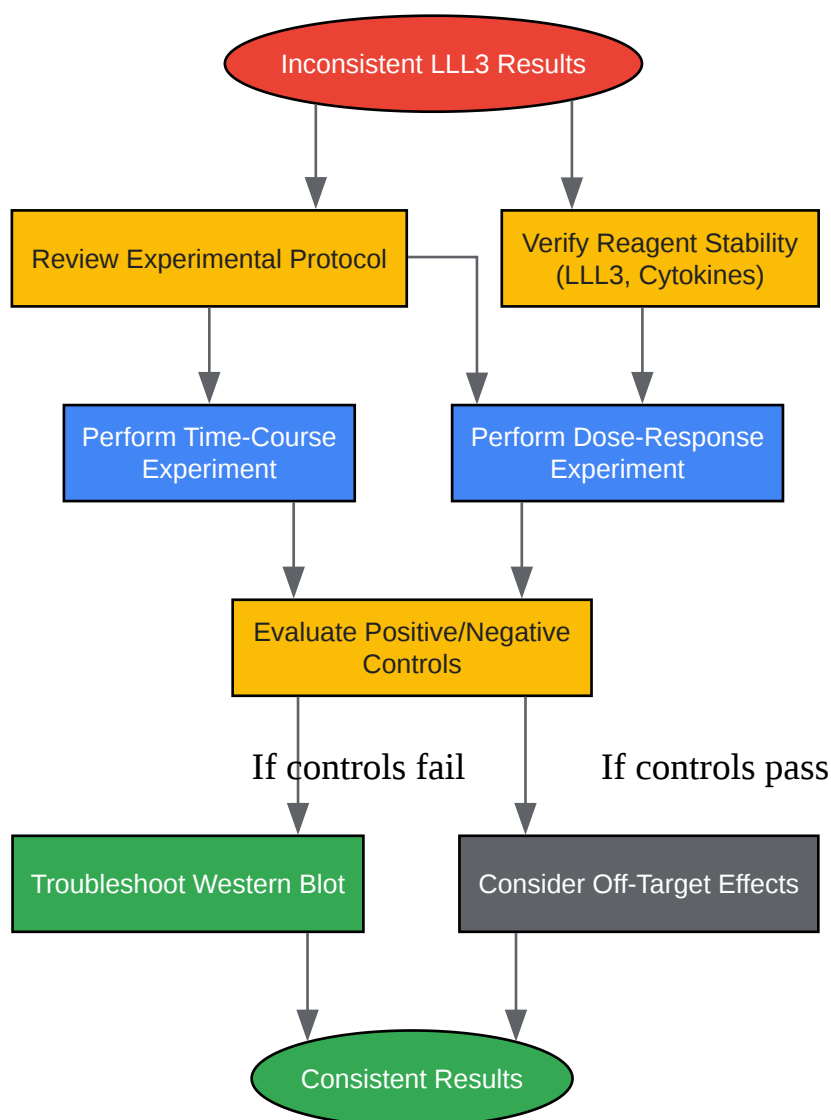 Inconsistent LLL3 Results
Review Experimental Protocol
Verify Reagent Stability
(LLL3, Cytokines)
Perform Time-Course
Experiment
Perform Dose-Response
Experiment
Evaluate Positive/Negative
Controls
If controls fail
If controls pass
Troubleshoot Western Blot
Consider Off-Target Effects
Consistent Results